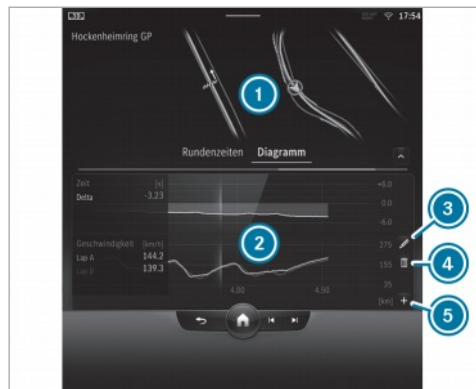 17:54
Hockenheimring GP
1
Rundenzeiten Diagramm
Zeit [s]
Delta -3.23
+6.0
0.0
-6.0
2
Geschwindigkeit [km/h]
Lap A 144.2
Lap B 139.3
275
155
35
4.00 4.50
[km] +
3
4
5